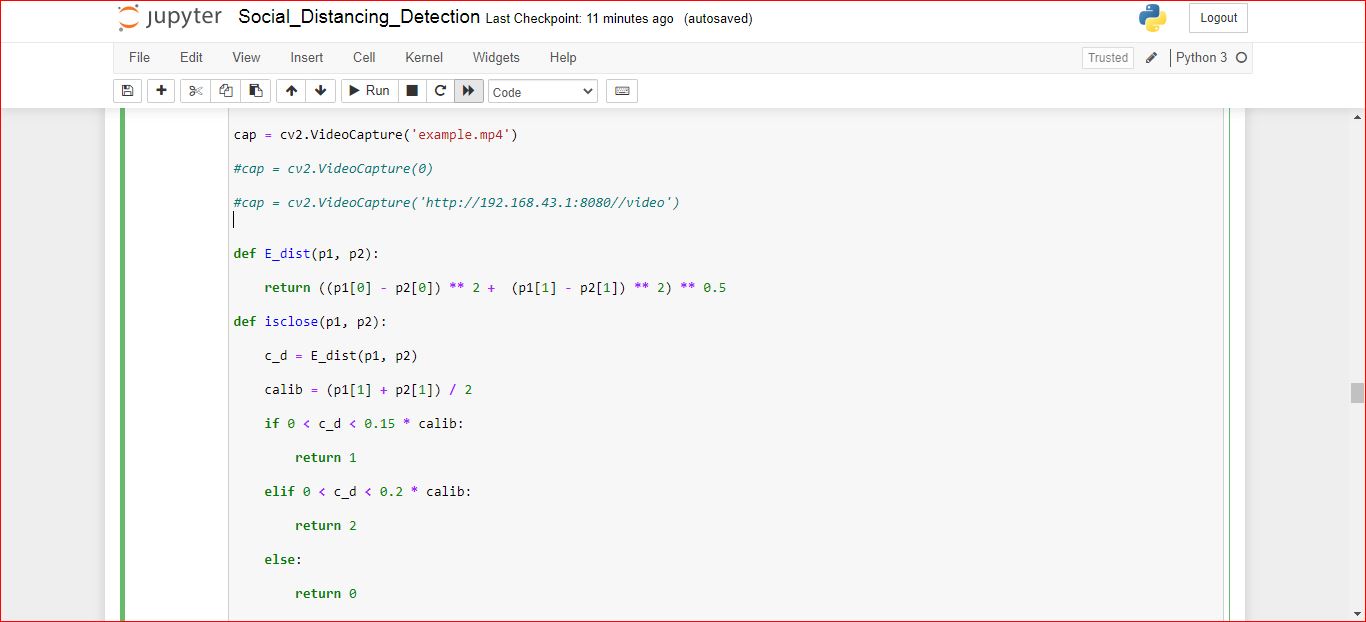 jupyter Social_Distancing_Detection Last Checkpoint: 11 minutes ago (autosaved)
Logout
File Edit View Insert Cell Kernel Widgets Help
Trusted
Python 3
Run
Code
cap = cv2.VideoCapture('example.mp4')
#cap = cv2.VideoCapture(0)
#cap = cv2.VideoCapture('http://192.168.43.1:8080//video')
def E_dist(p1, p2):
    return ((p1[0] - p2[0]) ** 2 +  (p1[1] - p2[1]) ** 2) ** 0.5
def isclose(p1, p2):
    c_d = E_dist(p1, p2)
    calib = (p1[1] + p2[1]) / 2
    if 0 < c_d < 0.15 * calib:
        return 1
    elif 0 < c_d < 0.2 * calib:
        return 2
    else:
        return 0